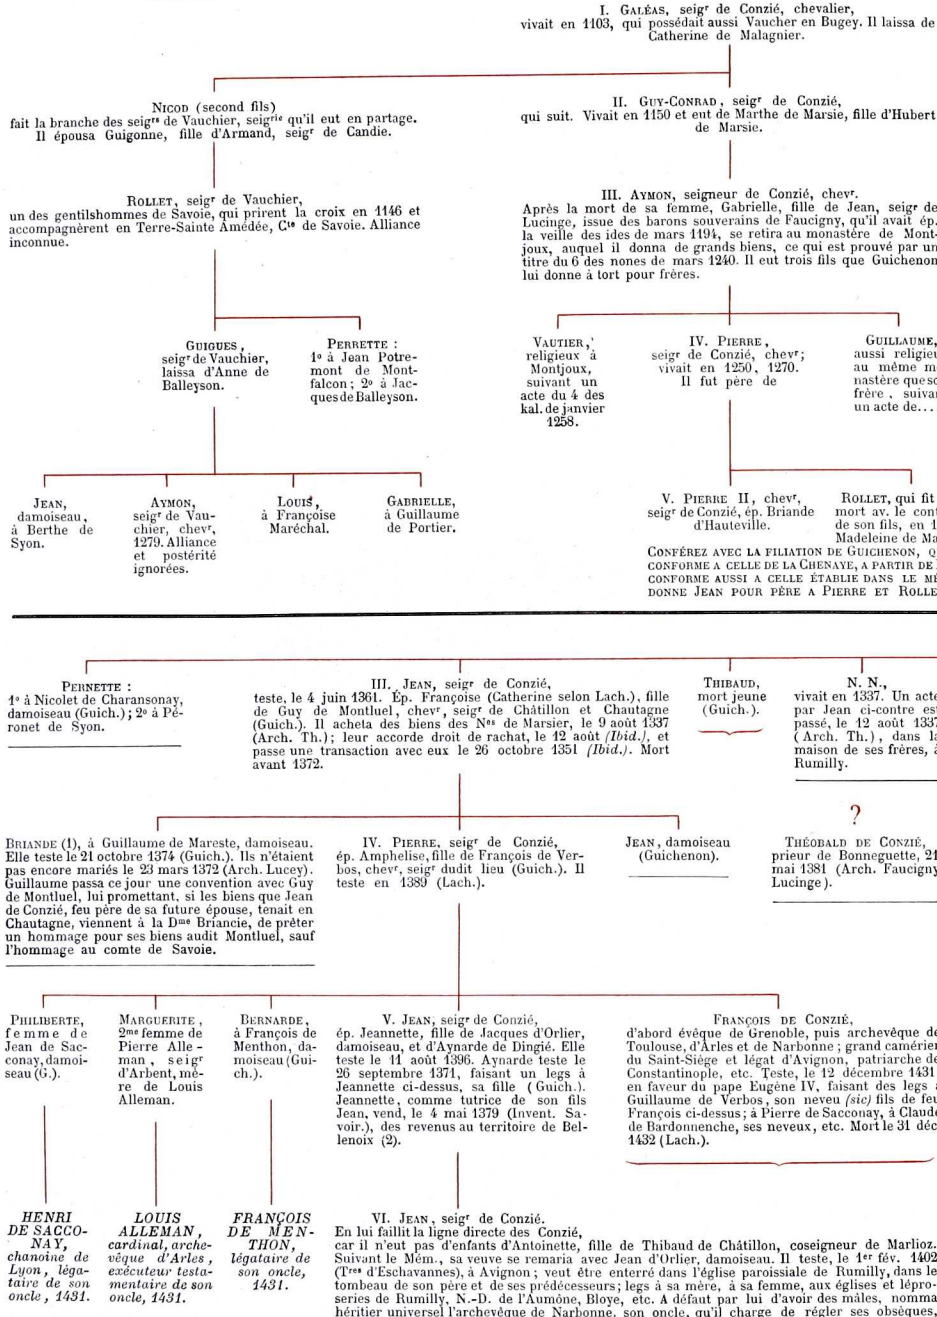 I. GALÉAS, seigʳ de Conzié, chevalier,
vivait en 1103, qui possédait aussi Vaucher en Bugey. Il laissa de
Catherine de Malagnier.
NICOD (second fils)
fait la branche des seigʳˢ de Vauchier, seigʳⁱᵉ qu'il eut en partage.
Il épousa Guigonne, fille d'Armand, seigʳ de Candie.
II. GUY-CONRAD, seigʳ de Conzié,
qui suit. Vivait en 1150 et eut de Marthe de Marsie, fille d'Hubert
de Marsie.
ROLLET, seigʳ de Vauchier,
un des gentilshommes de Savoie, qui prirent la croix en 1146 et
accompagnèrent en Terre-Sainte Amédée, Cᵗᵉ de Savoie. Alliance
inconnue.
III. AYMON, seigneur de Conzié, chevʳ.
Après la mort de sa femme, Gabrielle, fille de Jean, seigʳ de
Lucinge, issue des barons souverains de Faucigny, qu'il avait ép.
la veille des ides de mars 1194, se retira au monastère de Mont-
joux, auquel il donna de grands biens, ce qui est prouvé par un
titre du 6 des nones de mars 1240. Il eut trois fils que Guichenon
lui donne à tort pour frères.
GUIGUES,
seigʳ de Vauchier,
laissa d'Anne de
Balleyson.
PERRETTE :
1º à Jean Potre-
mont de Mont-
falcon ; 2º à Jac-
ques de Balleyson.
VAUTIER,
religieux à
Montjoux,
suivant un
acte du 4 des
kal. de janvier
1258.
IV. PIERRE,
seigʳ de Conzié, chevʳ;
vivait en 1250, 1270.
Il fut père de
GUILLAUME,
aussi religieu
au même mo
nastère que so
frère, suivan
un acte de...
JEAN,
damoiseau,
à Berthe de
Syon.
AYMON,
seigʳ de Vau-
chier, chevʳ,
1279. Alliance
et postérité
ignorées.
LOUIS,
à Françoise
Maréchal.
GABRIELLE,
à Guillaume
de Portier.
V. PIERRE II, chevʳ,
seigʳ de Conzié, ép. Briande
d'Hauteville.
ROLLET, qui fit
mort av. le cont
de son fils, en 1
Madeleine de Ma
CONFÉREZ AVEC LA FILIATION DE GUICHENON, Q
CONFORME A CELLE DE LA CHENAYE, A PARTIR DE
CONFORME AUSSI A CELLE ÉTABLIE DANS LE MÉ
DONNE JEAN POUR PÈRE A PIERRE ET ROLLE
PERNETTE :
1º à Nicolet de Charansonay,
damoiseau (Guich.) ; 2º à Pé-
ronet de Syon.
III. JEAN, seigʳ de Conzié,
teste, le 4 juin 1361. Ép. Françoise (Catherine selon Lach.), fille
de Guy de Montluel, chevʳ, seigʳ de Châtillon et Chautagne
(Guich.). Il acheta des biens des Nᵒˢ de Marsier, le 9 août 1337
(Arch. Th.) ; leur accorde droit de rachat, le 12 août (Ibid.), et
passe une transaction avec eux le 26 octobre 1351 (Ibid.). Mort
avant 1372.
THIBAUD,
mort jeune
(Guich.).
N. N.,
vivait en 1337. Un acte
par Jean ci-contre est
passé, le 12 août 1337
(Arch. Th.), dans la
maison de ses frères, à
Rumilly.
BRIANDE (1), à Guillaume de Mareste, damoiseau.
Elle teste le 21 octobre 1374 (Guich.). Ils n'étaient
pas encore mariés le 23 mars 1372 (Arch. Lucey).
Guillaume passa ce jour une convention avec Guy
de Montluel, lui promettant, si les biens que Jean
de Conzié, feu père de sa future épouse, tenait en
Chautagne, viennent à la Dᵐᵉ Briancie, de prêter
un hommage pour ses biens audit Montluel, sauf
l'hommage au comte de Savoie.
IV. PIERRE, seigʳ de Conzié,
ép. Amphelise, fille de François de Ver-
bos, chevʳ, seigʳ dudit lieu (Guich.). Il
teste en 1389 (Lach.).
JEAN, damoiseau
(Guichenon).
?
THÉOBALD DE CONZIÉ,
prieur de Bonneguette, 21
mai 1381 (Arch. Faucigny
Lucinge).
PHILIBERTE,
femme de
Jean de Sac-
conay, damoi-
seau (G.).
MARGUERITE,
2ᵐᵉ femme de
Pierre Alle-
man, seigʳ
d'Arbent, mè-
re de Louis
Alleman.
BERNARDE,
à François de
Menthon, da-
moiseau (Gui-
ch.).
V. JEAN, seigʳ de Conzié,
ép. Jeannette, fille de Jacques d'Orlier,
damoiseau, et d'Aynarde de Dingié. Elle
teste le 11 août 1396. Aynarde teste le
26 septembre 1371, faisant un legs à
Jeannette ci-dessus, sa fille (Guich.).
Jeannette, comme tutrice de son fils
Jean, vend, le 4 mai 1379 (Invent. Sa-
voir.), des revenus au territoire de Bel-
lenoix (2).
FRANÇOIS DE CONZIÉ,
d'abord évêque de Grenoble, puis archevêque de
Toulouse, d'Arles et de Narbonne ; grand camérier
du Saint-Siège et légat d'Avignon, patriarche de
Constantinople, etc. Teste, le 12 décembre 1431
en faveur du pape Eugène IV, faisant des legs à
Guillaume de Verbos, son neveu (sic) fils de feu
François ci-dessus ; à Pierre de Sacconay, à Claude
de Bardonnenche, ses neveux, etc. Mort le 31 déc
1432 (Lach.).
HENRI
DE SACCO-
NAY,
chanoine de
Lyon, léga-
taire de son
oncle, 1431.
LOUIS
ALLEMAN,
cardinal, arche-
vêque d'Arles,
exécuteur testa-
mentaire de son
oncle, 1431.
FRANÇOIS
DE MEN-
THON,
légataire de
son oncle,
1431.
VI. JEAN, seigʳ de Conzié.
En lui faillit la ligne directe des Conzié,
car il n'eut pas d'enfants d'Antoinette, fille de Thibaud de Châtillon, coseigneur de Marlioz.
Suivant le Mém., sa veuve se remaria avec Jean d'Orlier, damoiseau. Il teste, le 1ᵉʳ fév. 1402
(Tʳᵉˢ d'Eschavannes), à Avignon ; veut être enterré dans l'église paroissiale de Rumilly, dans le
tombeau de son père et de ses prédécesseurs ; legs à sa mère, à sa femme, aux églises et lépro-
series de Rumilly, N.-D. de l'Aumône, Bloye, etc. A défaut par lui d'avoir des mâles, nomma
héritier universel l'archevêque de Narbonne, son oncle, qu'il charge de régler ses obsèques,